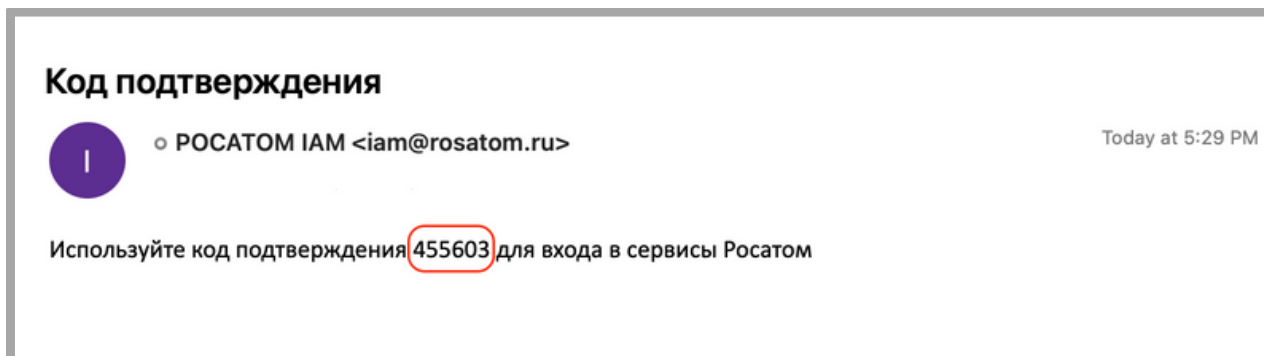 Код подтверждения
I
РОСАТОМ IAM <iam@rosatom.ru>
Today at 5:29 PM
Используйте код подтверждения 455603 для входа в сервисы Росатом